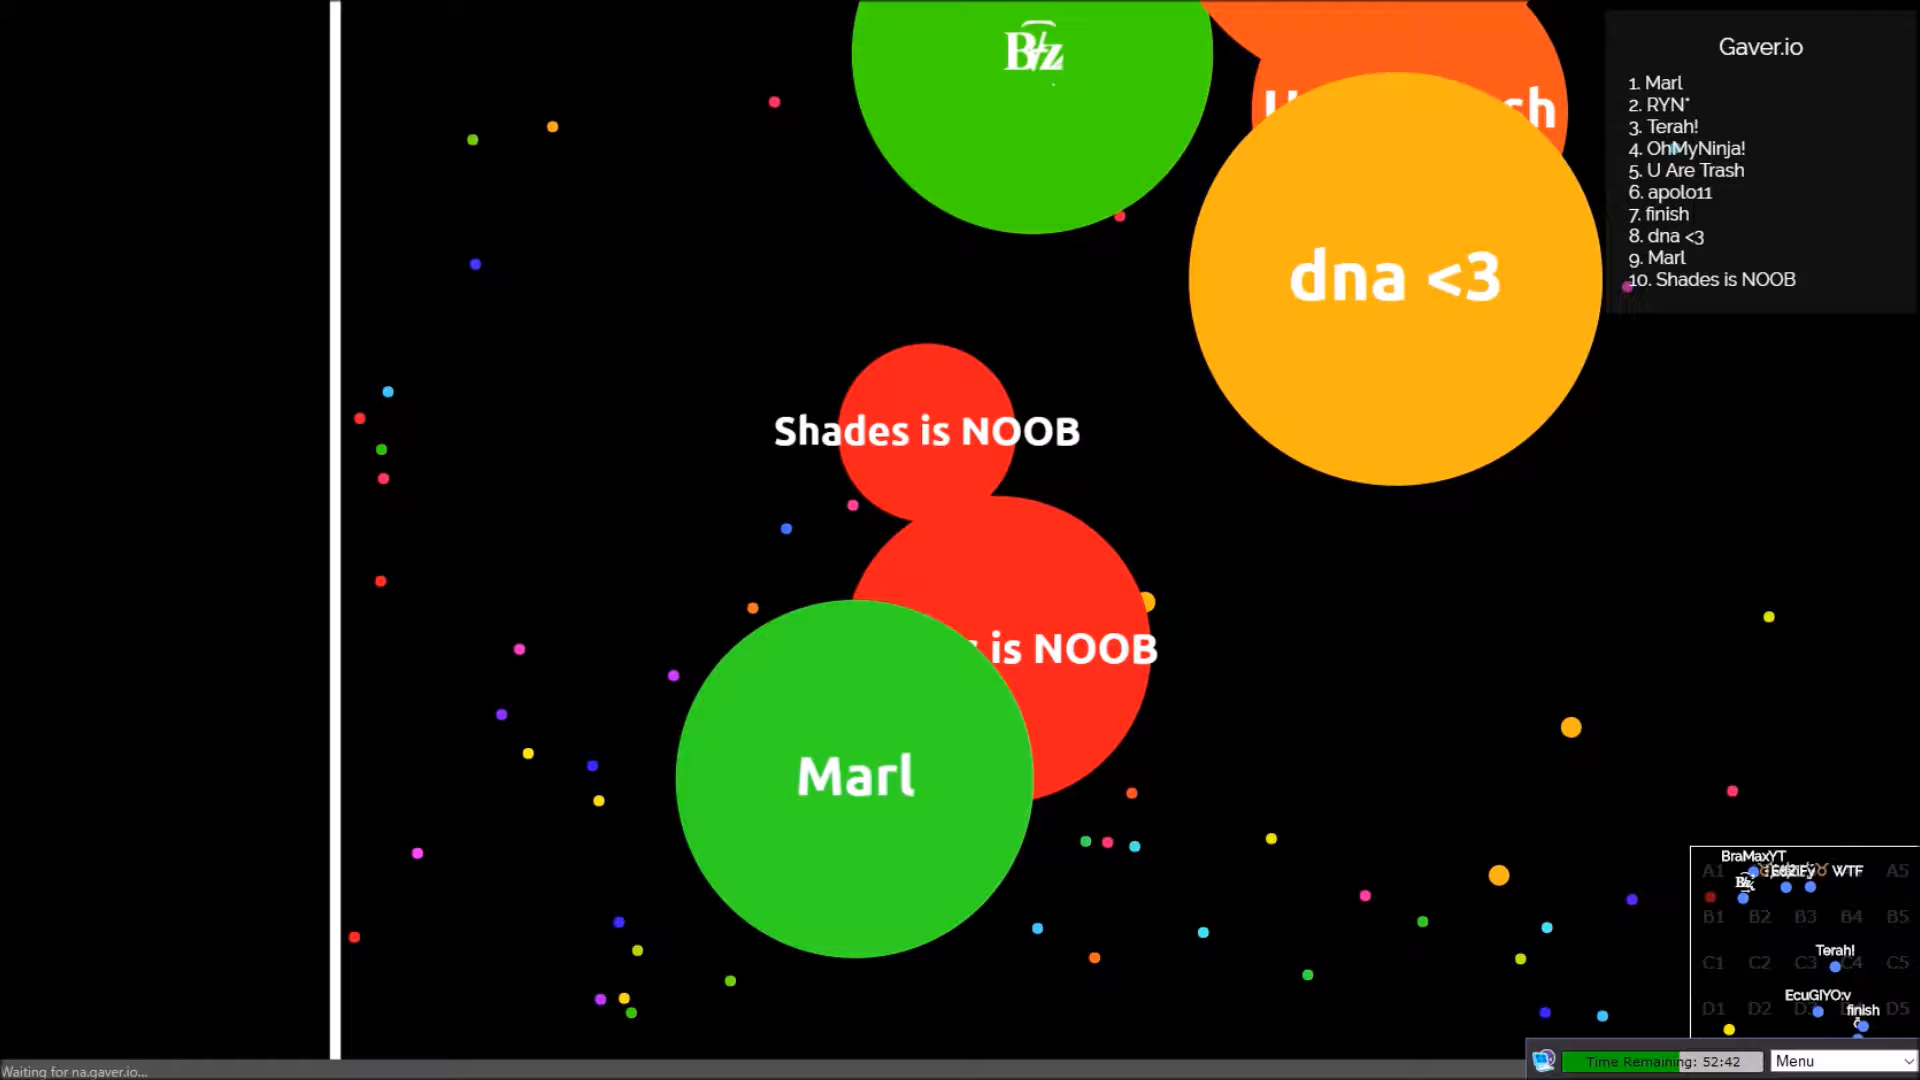 Gaver.io
1. Marl
2. RYN*
3. Terah!
4. OhMyNinja!
5. U Are Trash
6. apolo11
7. finish
8. dna <3
9. Marl
10. Shades is NOOB
U sh
dna <3
Shades is NOOB
is NOOB
Marl
BraMaxYT
WTF
A1 A5
B1 B2 B3 B4 B5
Terah!
C1 C2 C3 C4 C5
EcuGIYO:v
finish
D1 D2 D5
Time Remaining: 52:42
Menu
Waiting for na.gaver.io...